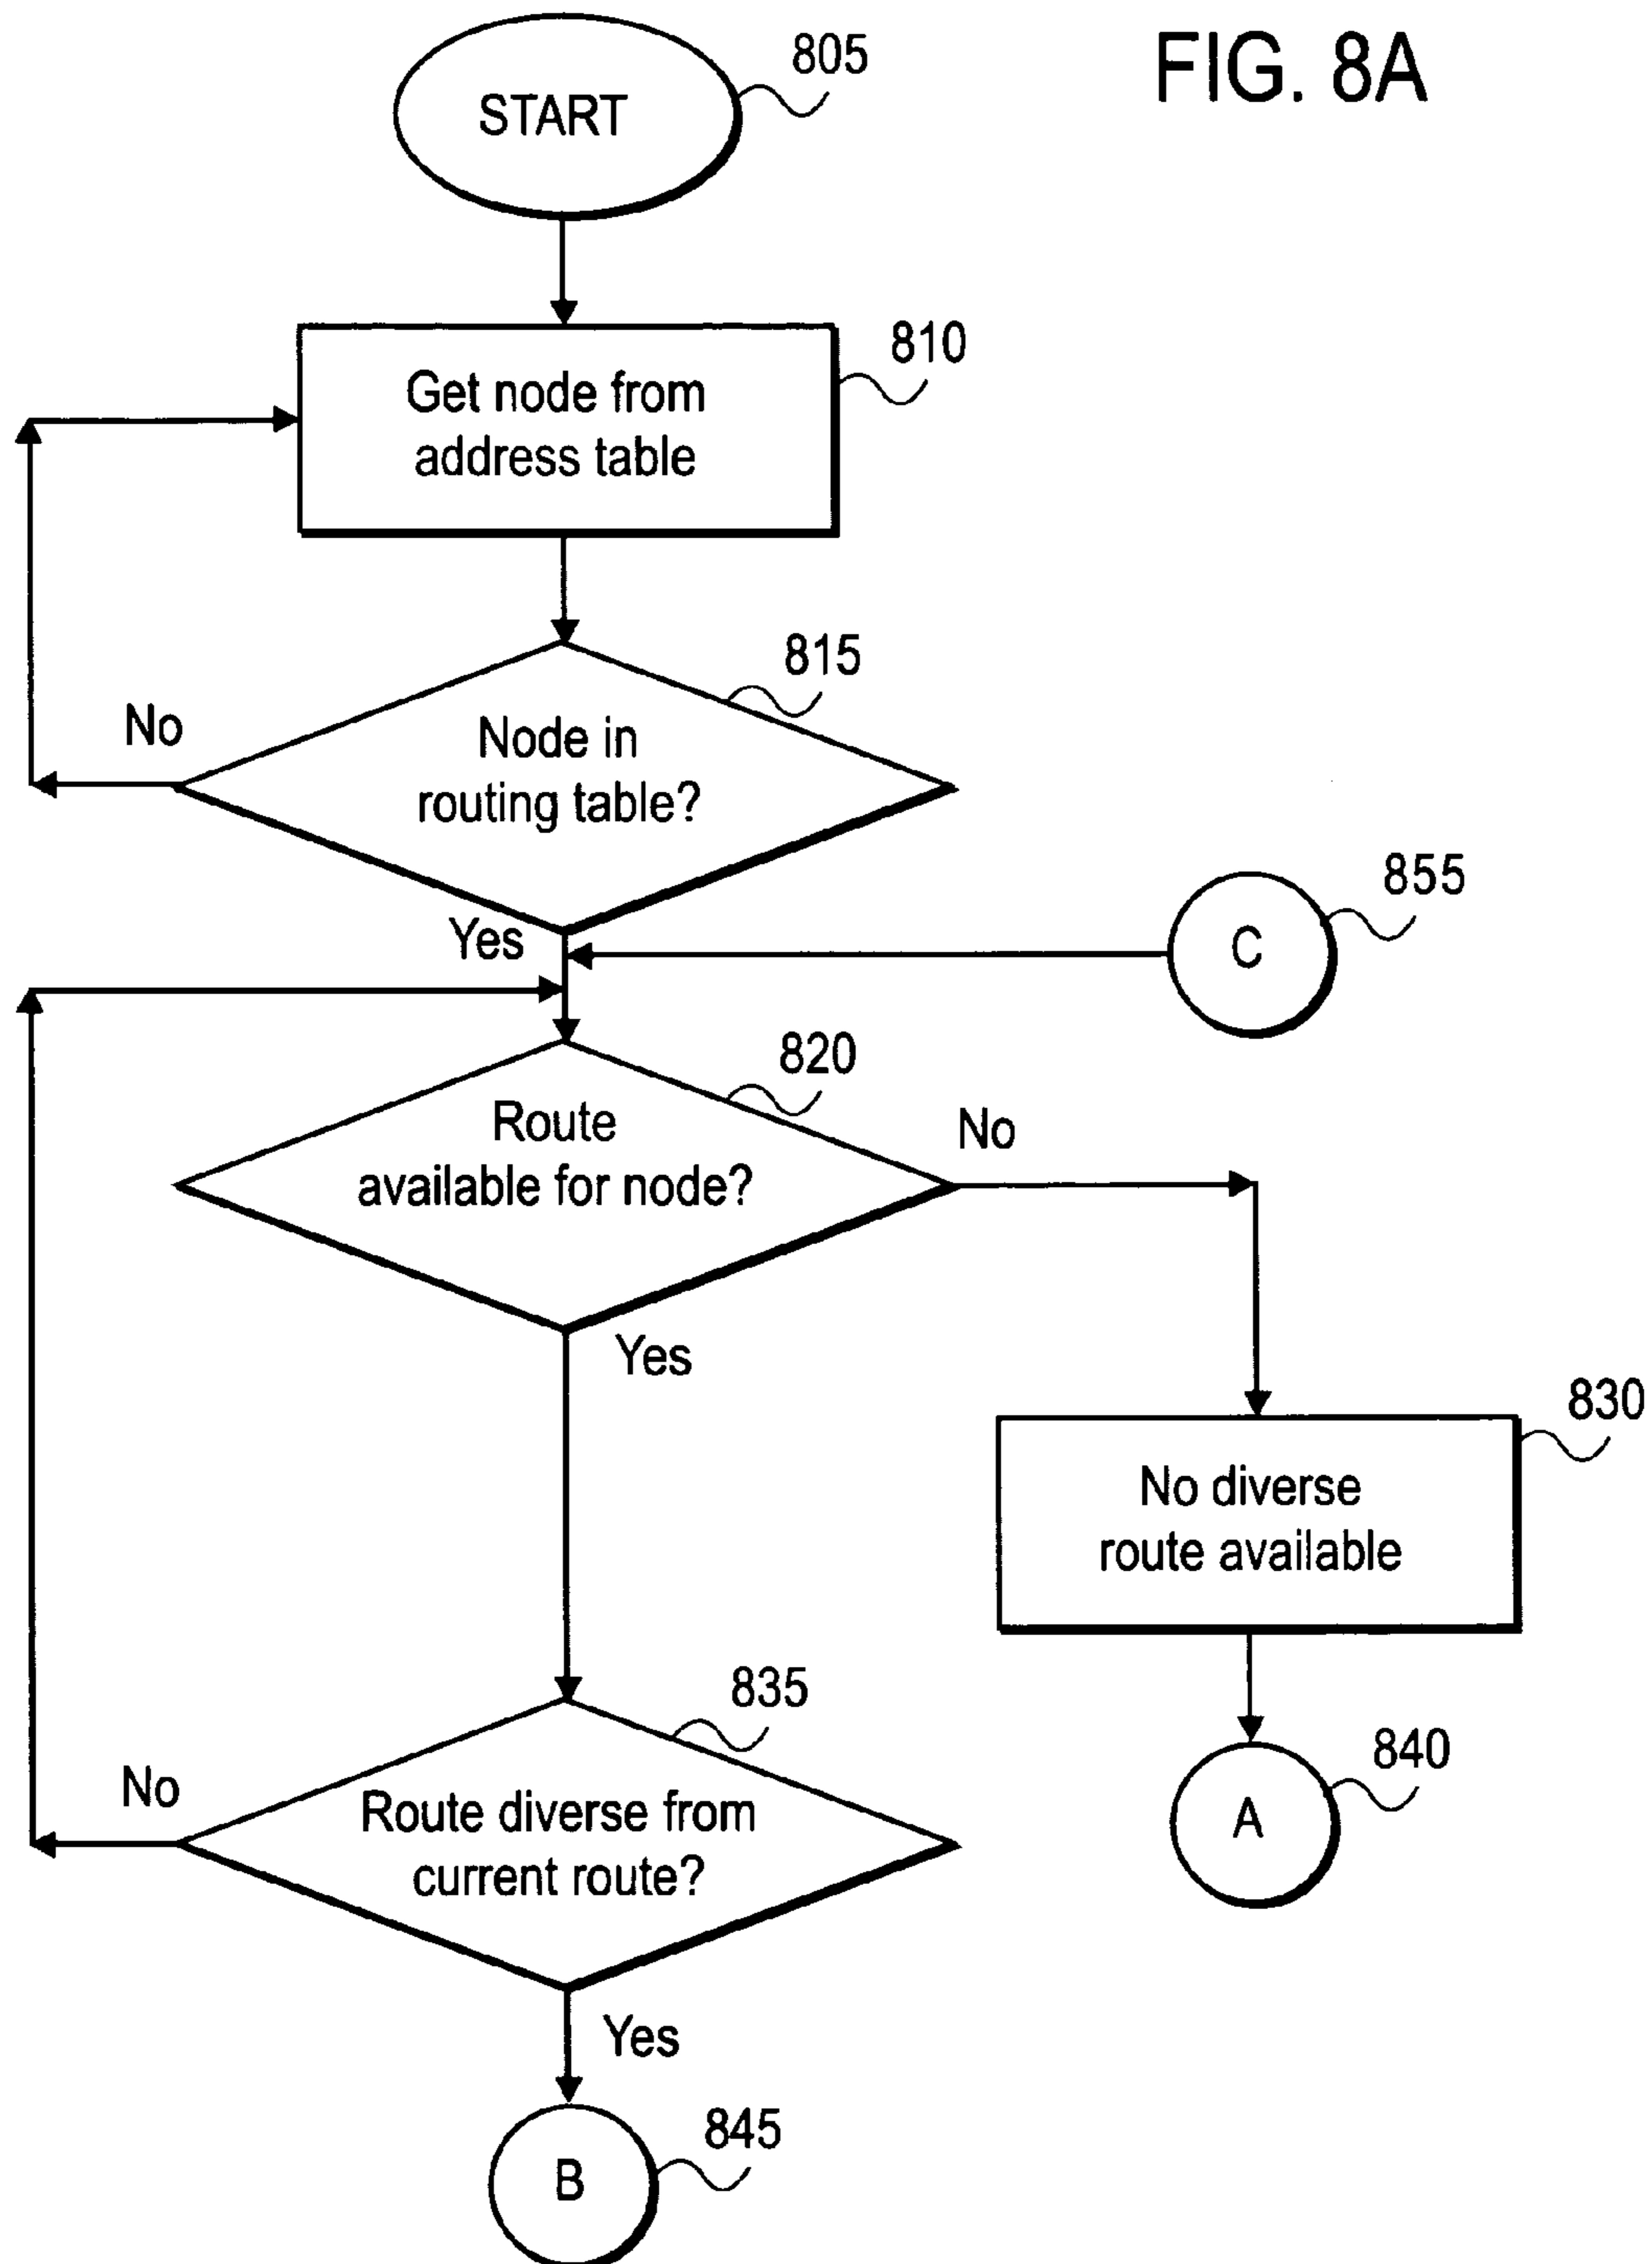 FIG. 8A
805
START
810
Get node from
address table
815
No
Node in
routing table?
855
Yes
C
820
Route
available for node?
No
Yes
830
No diverse
route available
835
840
No
Route diverse from
current route?
A
Yes
845
B